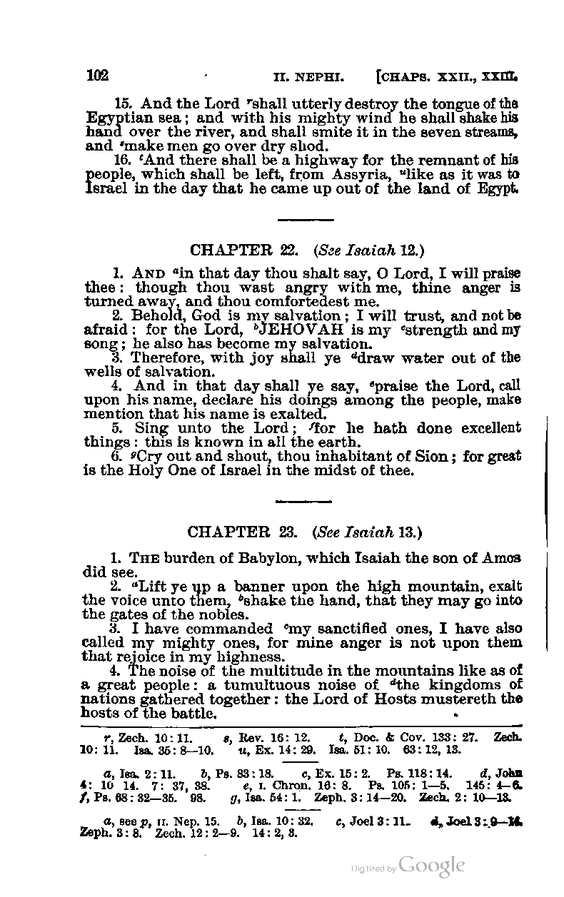 102 II. NEPHI. [CHAPS. XXII., XXIII.
15. And the Lord rshall utterly destroy the tongue of the
Egyptian sea; and with his mighty wind he shall shake his
hand over the river, and shall smite it in the seven streams,
and smake men go over dry shod.
16. tAnd there shall be a highway for the remnant of his
people, which shall be left, from Assyria, ulike as it was to
Israel in the day that he came up out of the land of Egypt.
CHAPTER 22. (See Isaiah 12.)
1. AND ain that day thou shalt say, O Lord, I will praise
thee: though thou wast angry with me, thine anger is
turned away, and thou comfortedest me.
2. Behold, God is my salvation; I will trust, and not be
afraid: for the Lord, bJEHOVAH is my cstrength and my
song; he also has become my salvation.
3. Therefore, with joy shall ye ddraw water out of the
wells of salvation.
4. And in that day shall ye say, epraise the Lord, call
upon his name, declare his doings among the people, make
mention that his name is exalted.
5. Sing unto the Lord; ffor he hath done excellent
things: this is known in all the earth.
6. gCry out and shout, thou inhabitant of Sion; for great
is the Holy One of Israel in the midst of thee.
CHAPTER 23. (See Isaiah 13.)
1. THE burden of Babylon, which Isaiah the son of Amos
did see.
2. aLift ye up a banner upon the high mountain, exalt
the voice unto them, bshake the hand, that they may go into
the gates of the nobles.
3. I have commanded cmy sanctified ones, I have also
called my mighty ones, for mine anger is not upon them
that rejoice in my highness.
4. The noise of the multitude in the mountains like as of
a great people: a tumultuous noise of dthe kingdoms of
nations gathered together: the Lord of Hosts mustereth the
hosts of the battle.
r, Zech. 10:11. s, Rev. 16:12. t, Doc. & Cov. 133:27. Zech.
10:11. Isa. 35:8—10. u, Ex. 14:29. Isa. 51:10. 63:12, 13.
a, Isa. 2:11. b, Ps. 83:18. c, Ex. 15:2. Ps. 118:14. d, John
4:10 14. 7:37, 38. e, I. Chron. 16:8. Ps. 105:1—5. 145:4—6.
f, Ps. 68:32—35. 98. g, Isa. 54:1. Zeph. 3:14—20. Zech. 2:10—13.
a, see p, II. Nep. 15. b, Isa. 10:32. c, Joel 3:11. d, Joel 3:9—14.
Zeph. 3:8. Zech. 12:2—9. 14:2, 3.
Digitized by Google